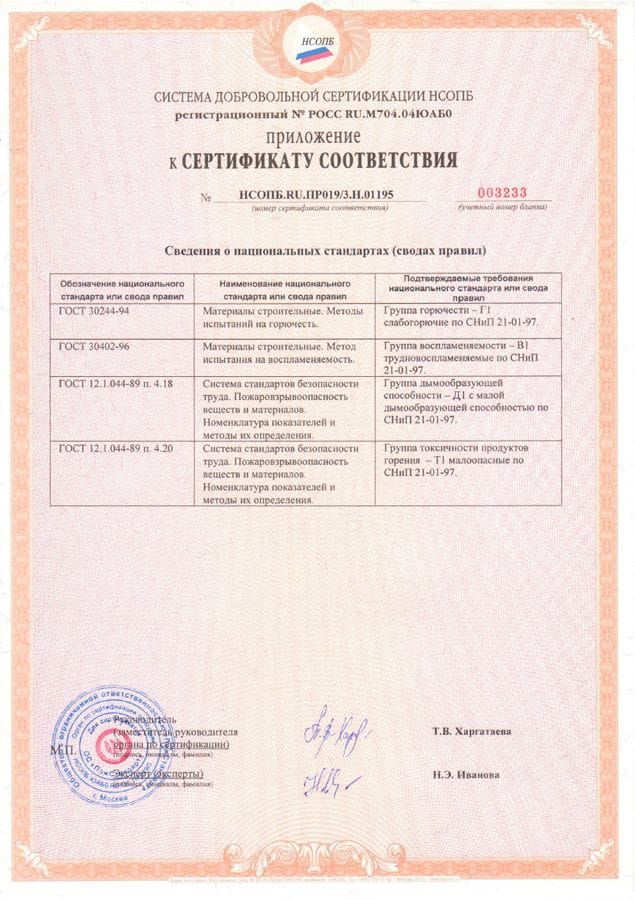 НСОПБ
СИСТЕМА ДОБРОВОЛЬНОЙ СЕРТИФИКАЦИИ НСОПБ
регистрационный № РОСС RU.М704.04ЮАБ0
приложение
к СЕРТИФИКАТУ СООТВЕТСТВИЯ
№ НСОПБ.RU.ПР019/3.Н.01195
003233
(номер сертификата соответствия)
(учетный номер бланка)
Сведения о национальных стандартах (сводах правил)
Обозначение национального
стандарта или свода правил
Наименование национального
стандарта или свода правил
Подтверждаемые требования
национального стандарта или свода
правил
ГОСТ 30244-94
Материалы строительные. Методы
испытаний на горючесть.
Группа горючести – Г1
слабогорючие по СНиП 21-01-97.
ГОСТ 30402-96
Материалы строительные. Метод
испытания на воспламеняемость.
Группа воспламеняемости – В1
трудновоспламеняемые по СНиП
21-01-97.
ГОСТ 12.1.044-89 п. 4.18
Система стандартов безопасности
труда. Пожаровзрывоопасность
веществ и материалов.
Номенклатура показателей и
методы их определения.
Группа дымообразующей
способности – Д1 с малой
дымообразующей способностью по
СНиП 21-01-97.
ГОСТ 12.1.044-89 п. 4.20
Система стандартов безопасности
труда. Пожаровзрывоопасность
веществ и материалов.
Номенклатура показателей и
методы их определения.
Группа токсичности продуктов
горения – Т1 малоопасные по
СНиП 21-01-97.
Руководитель
(заместитель руководителя
органа по сертификации)
(подпись, инициалы, фамилия)
Т.В. Харгатаева
М.П.
Эксперт (эксперты)
(подпись, инициалы, фамилия)
Н.Э. Иванова
г. Москва